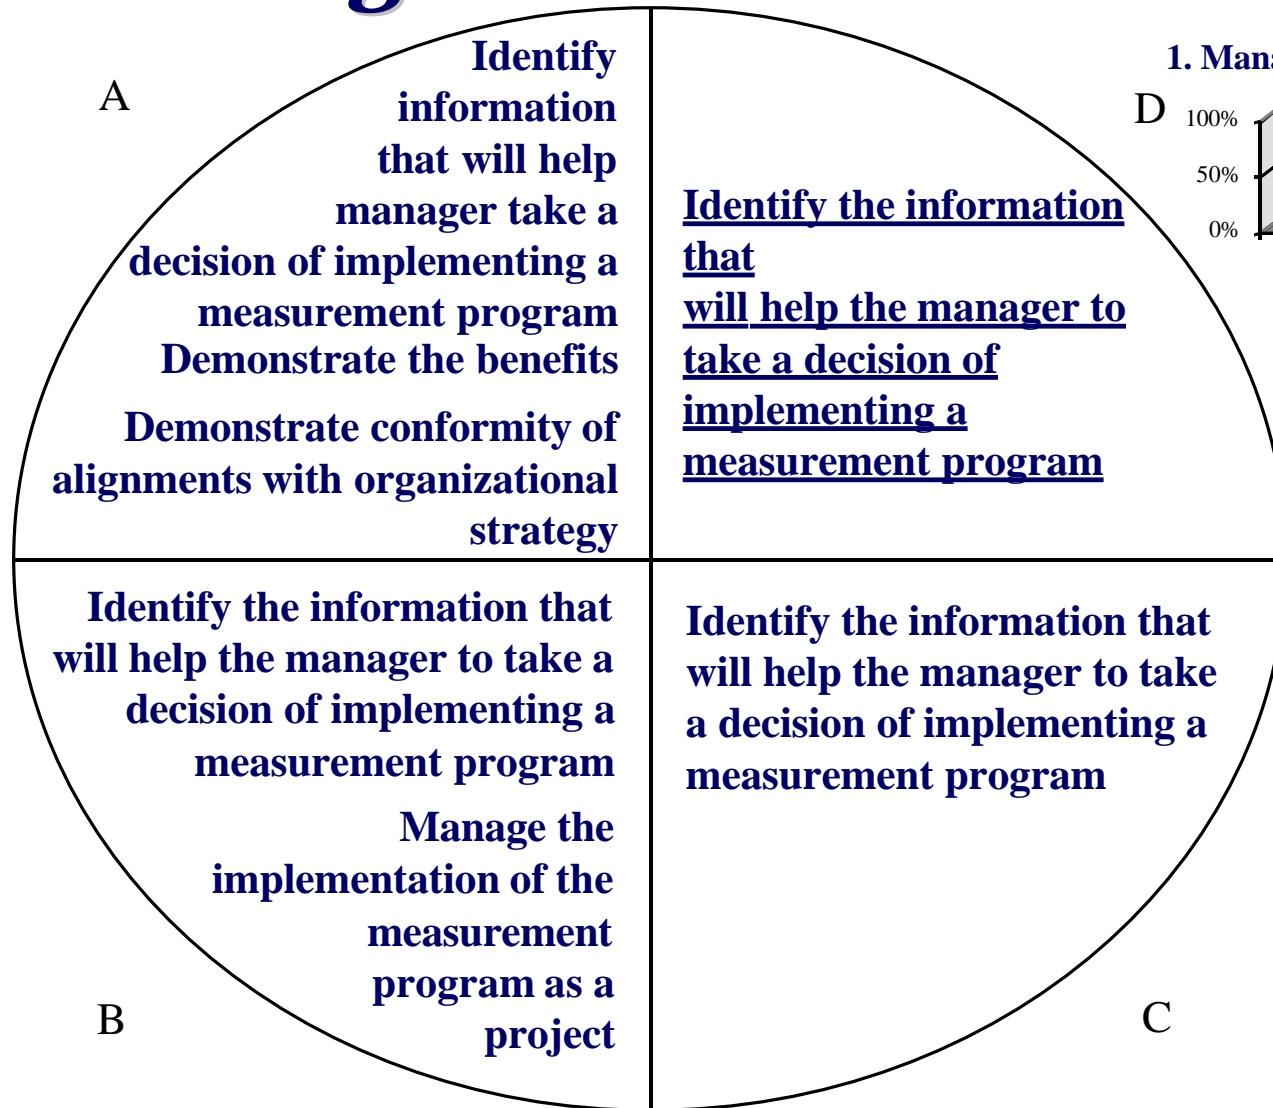 A
Identify
information
that will help
manager take a
decision of implementing a
measurement program
Demonstrate the benefits
Demonstrate conformity of
alignments with organizational
strategy
Identify the information
that
will help the manager to
take a decision of
implementing a
measurement program
D
1. Mana
100%
50%
0%
Identify the information that
will help the manager to take a
decision of implementing a
measurement program
Manage the
implementation of the
measurement
program as a
project
B
Identify the information that
will help the manager to take
a decision of implementing a
measurement program
C